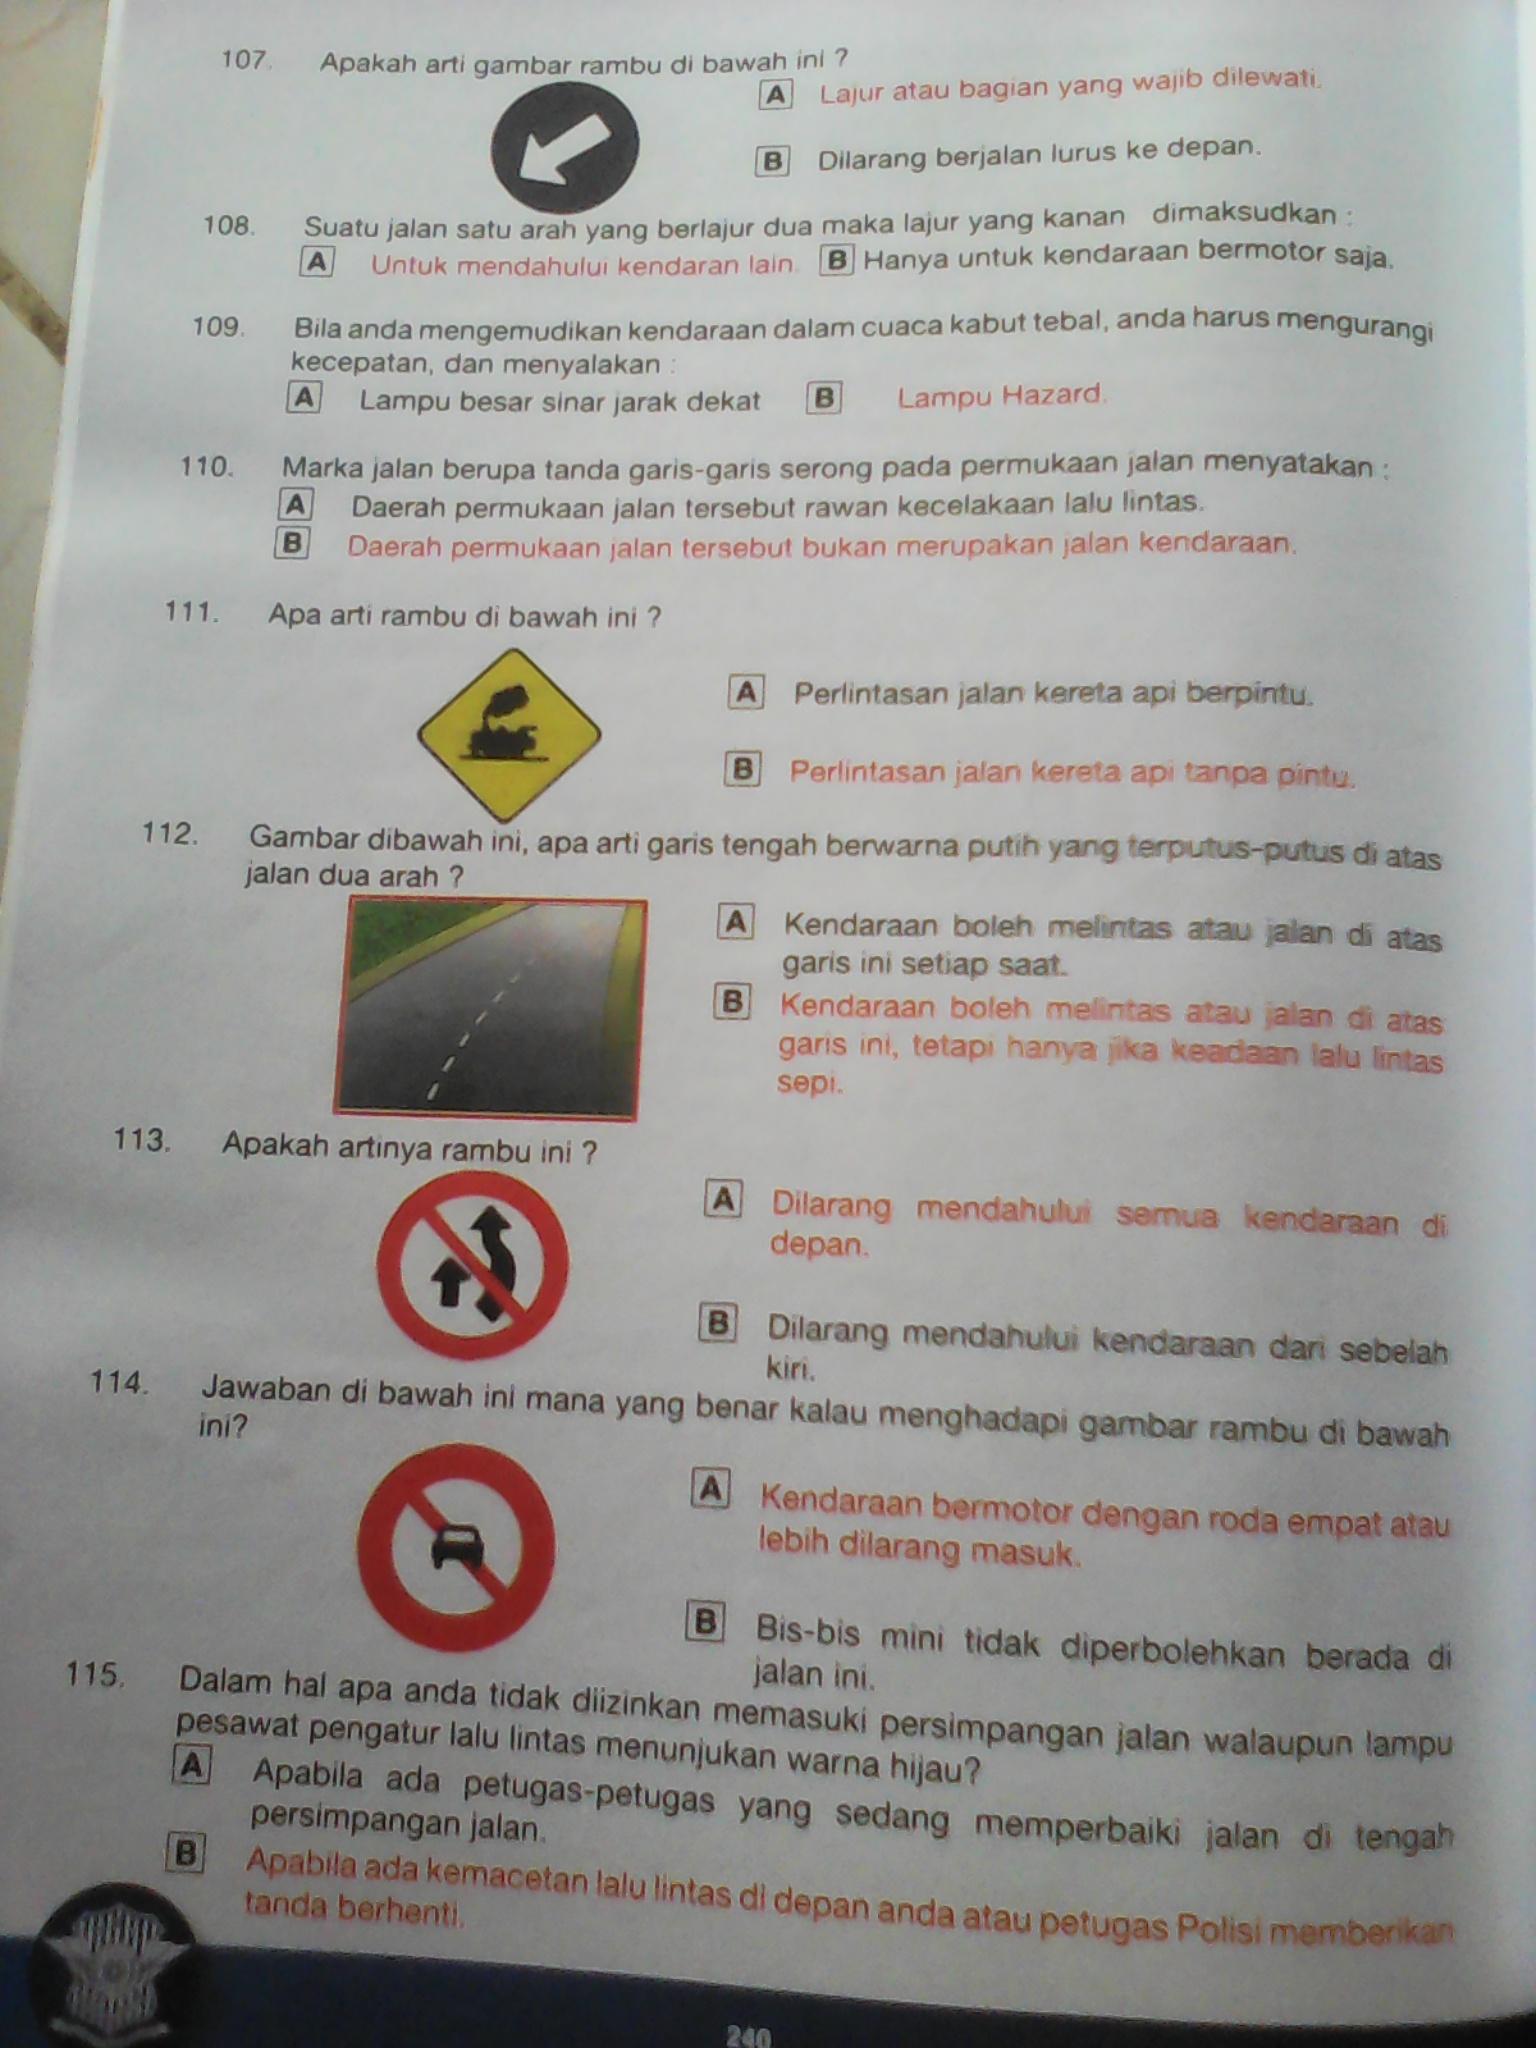 107. Apakah arti gambar rambu di bawah ini ?
A Lajur atau bagian yang wajib dilewati.
B Dilarang berjalan lurus ke depan.
108. Suatu jalan satu arah yang berlajur dua maka lajur yang kanan dimaksudkan :
A Untuk mendahului kendaran lain. B Hanya untuk kendaraan bermotor saja.
109. Bila anda mengemudikan kendaraan dalam cuaca kabut tebal, anda harus mengurangi
kecepatan, dan menyalakan :
A Lampu besar sinar jarak dekat B Lampu Hazard.
110. Marka jalan berupa tanda garis-garis serong pada permukaan jalan menyatakan :
A Daerah permukaan jalan tersebut rawan kecelakaan lalu lintas.
B Daerah permukaan jalan tersebut bukan merupakan jalan kendaraan.
111. Apa arti rambu di bawah ini ?
A Perlintasan jalan kereta api berpintu.
B Perlintasan jalan kereta api tanpa pintu.
112. Gambar dibawah ini, apa arti garis tengah berwarna putih yang terputus-putus di atas
jalan dua arah ?
A Kendaraan boleh melintas atau jalan di atas
garis ini setiap saat.
B Kendaraan boleh melintas atau jalan di atas
garis ini, tetapi hanya jika keadaan lalu lintas
sepi.
113. Apakah artinya rambu ini ?
A Dilarang mendahului semua kendaraan di
depan.
B Dilarang mendahului kendaraan dari sebelah
kiri.
114. Jawaban di bawah ini mana yang benar kalau menghadapi gambar rambu di bawah
ini?
A Kendaraan bermotor dengan roda empat atau
lebih dilarang masuk.
B Bis-bis mini tidak diperbolehkan berada di
jalan ini.
115. Dalam hal apa anda tidak diizinkan memasuki persimpangan jalan walaupun lampu
pesawat pengatur lalu lintas menunjukan warna hijau?
A Apabila ada petugas-petugas yang sedang memperbaiki jalan di tengah
persimpangan jalan.
B Apabila ada kemacetan lalu lintas di depan anda atau petugas Polisi memberikan
tanda berhenti.
240